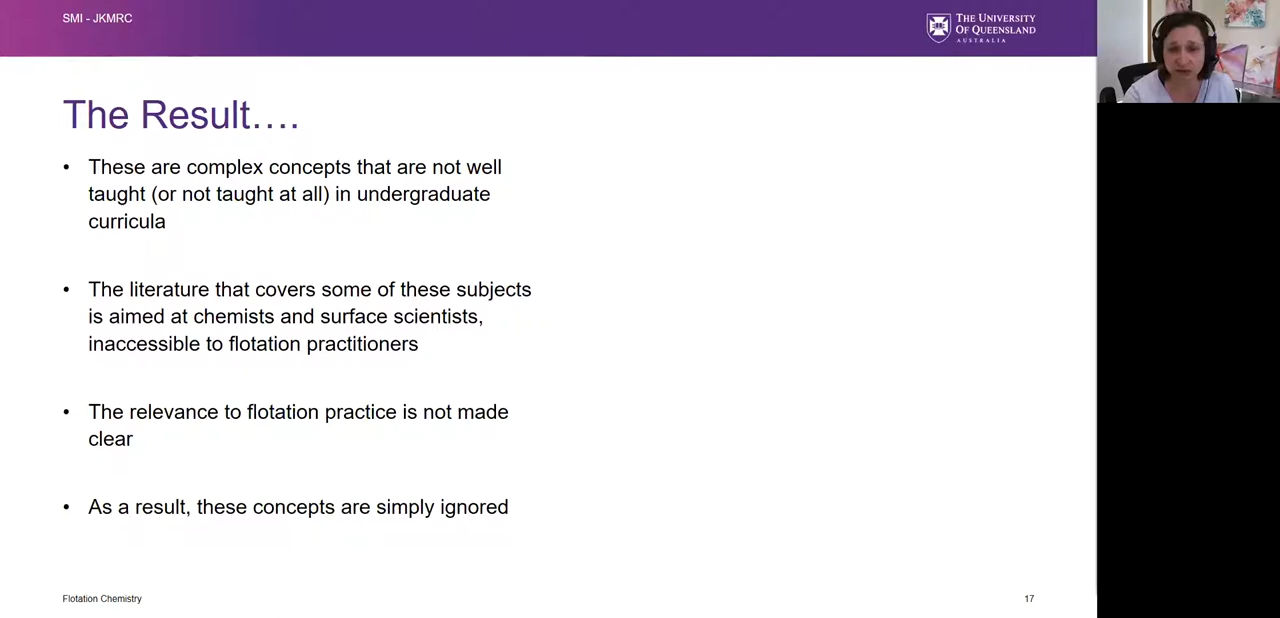 SMI - JKMRC
THE UNIVERSITY
OF QUEENSLAND
AUSTRALIA
The Result….
• These are complex concepts that are not well
taught (or not taught at all) in undergraduate
curricula
• The literature that covers some of these subjects
is aimed at chemists and surface scientists,
inaccessible to flotation practitioners
• The relevance to flotation practice is not made
clear
• As a result, these concepts are simply ignored
Flotation Chemistry
17